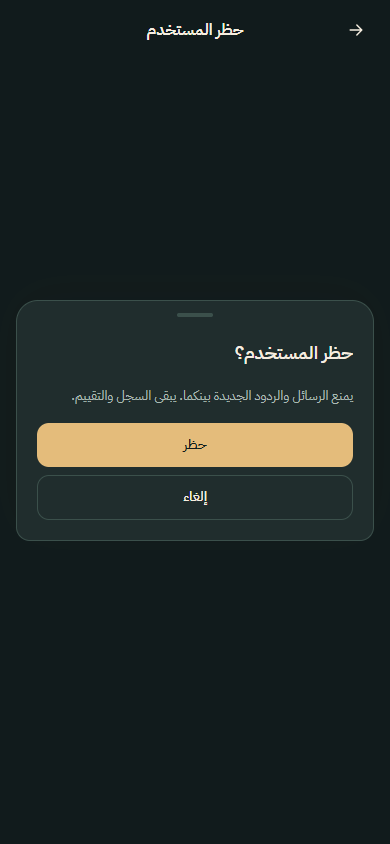 حظر المستخدم
حظر المستخدم؟
يمنع الرسائل والردود الجديدة بينكما. يبقى السجل والتقييم.
حظر
إلغاء